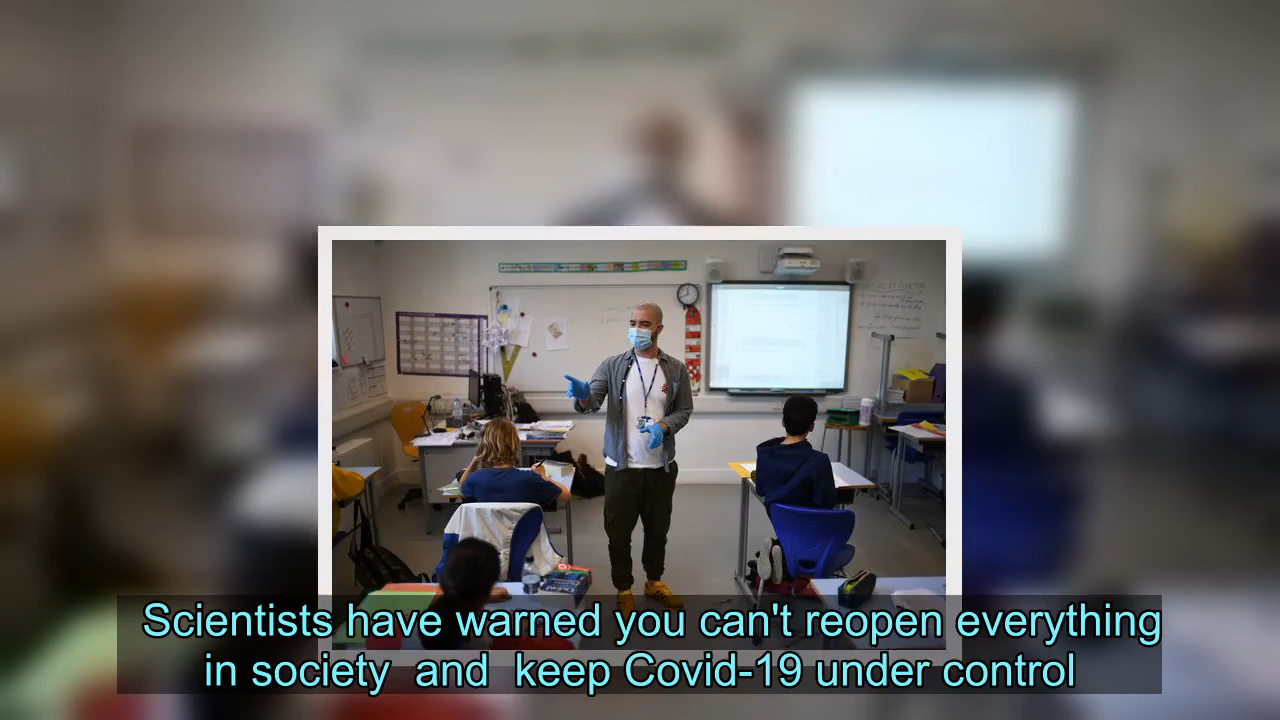 Scientists have warned you can't reopen everything
in society  and  keep Covid-19 under control